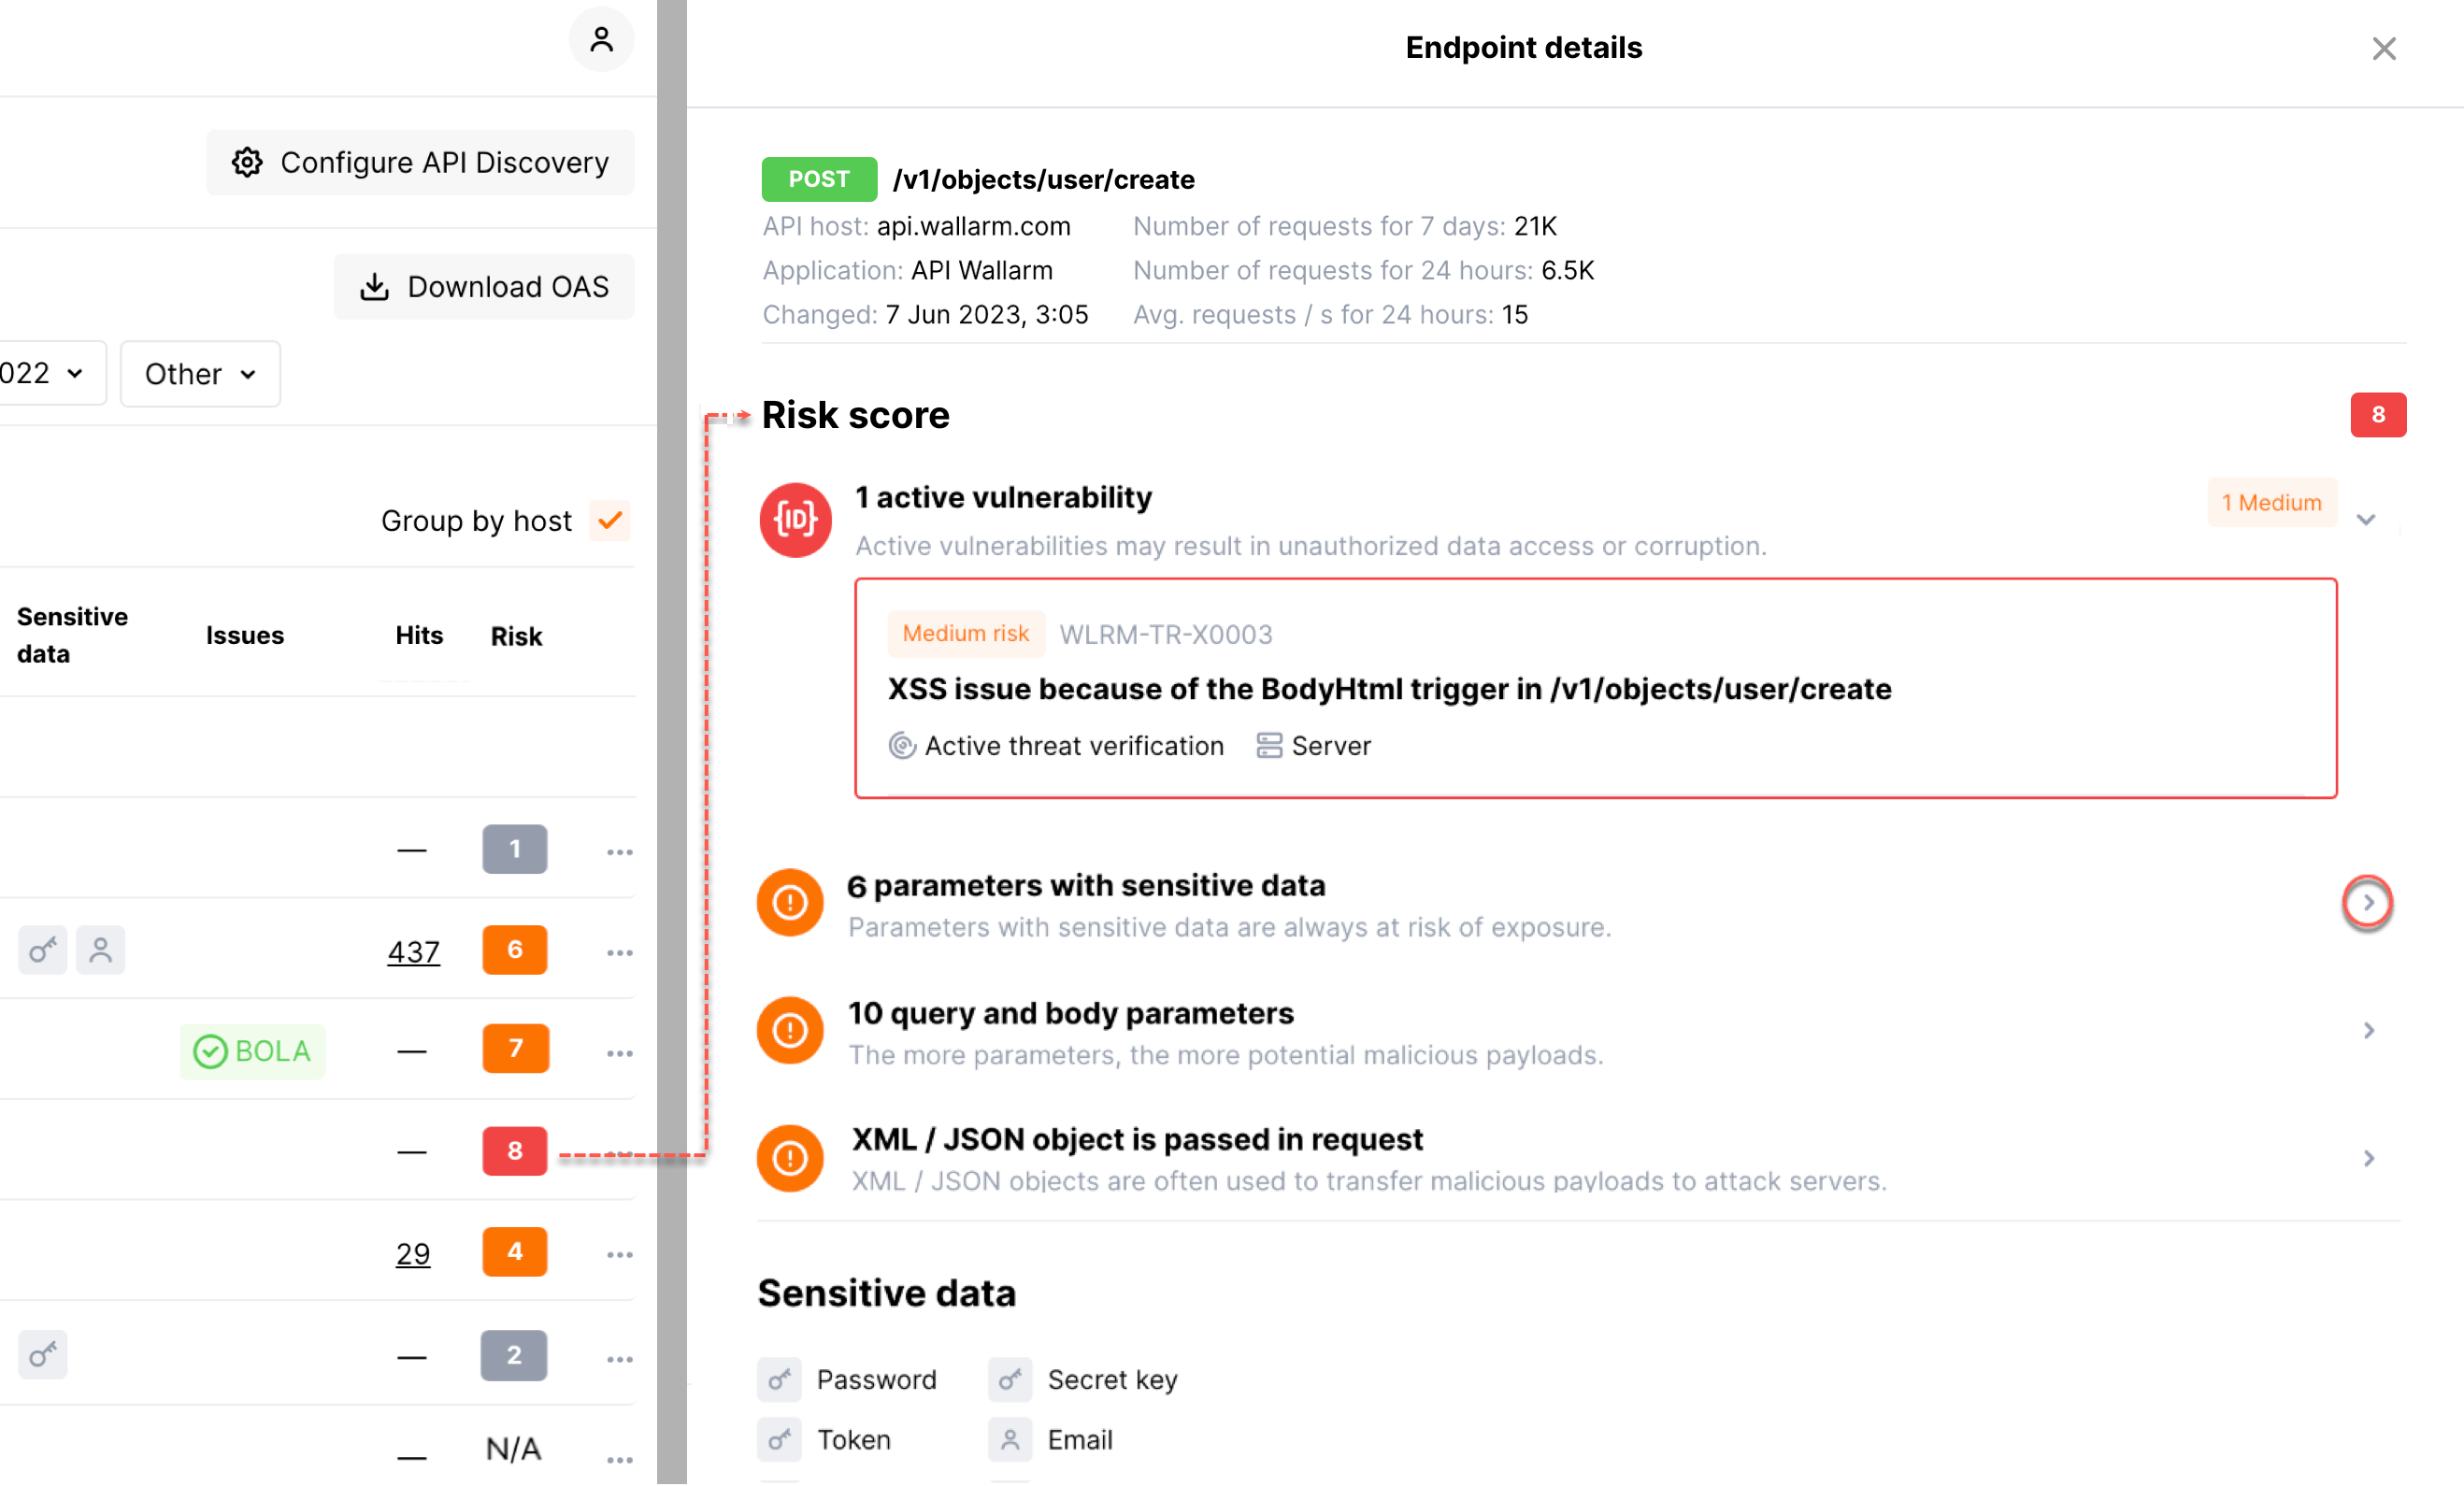 Configure API Discovery
Download OAS
022
Other
Group by host
Sensitive data
Issues
Hits
Risk
— 1 ...
437 6 ...
BOLA — 7 ...
— 8 ...
29 4 ...
— 2 ...
— N/A ...
Endpoint details
POST /v1/objects/user/create
API host: api.wallarm.com
Number of requests for 7 days: 21K
Application: API Wallarm
Number of requests for 24 hours: 6.5K
Changed: 7 Jun 2023, 3:05
Avg. requests / s for 24 hours: 15
Risk score
8
{ID}
1 active vulnerability
1 Medium
Active vulnerabilities may result in unauthorized data access or corruption.
Medium risk WLRM-TR-X0003
XSS issue because of the BodyHtml trigger in /v1/objects/user/create
Active threat verification
Server
6 parameters with sensitive data
Parameters with sensitive data are always at risk of exposure.
10 query and body parameters
The more parameters, the more potential malicious payloads.
XML / JSON object is passed in request
XML / JSON objects are often used to transfer malicious payloads to attack servers.
Sensitive data
Password
Secret key
Token
Email